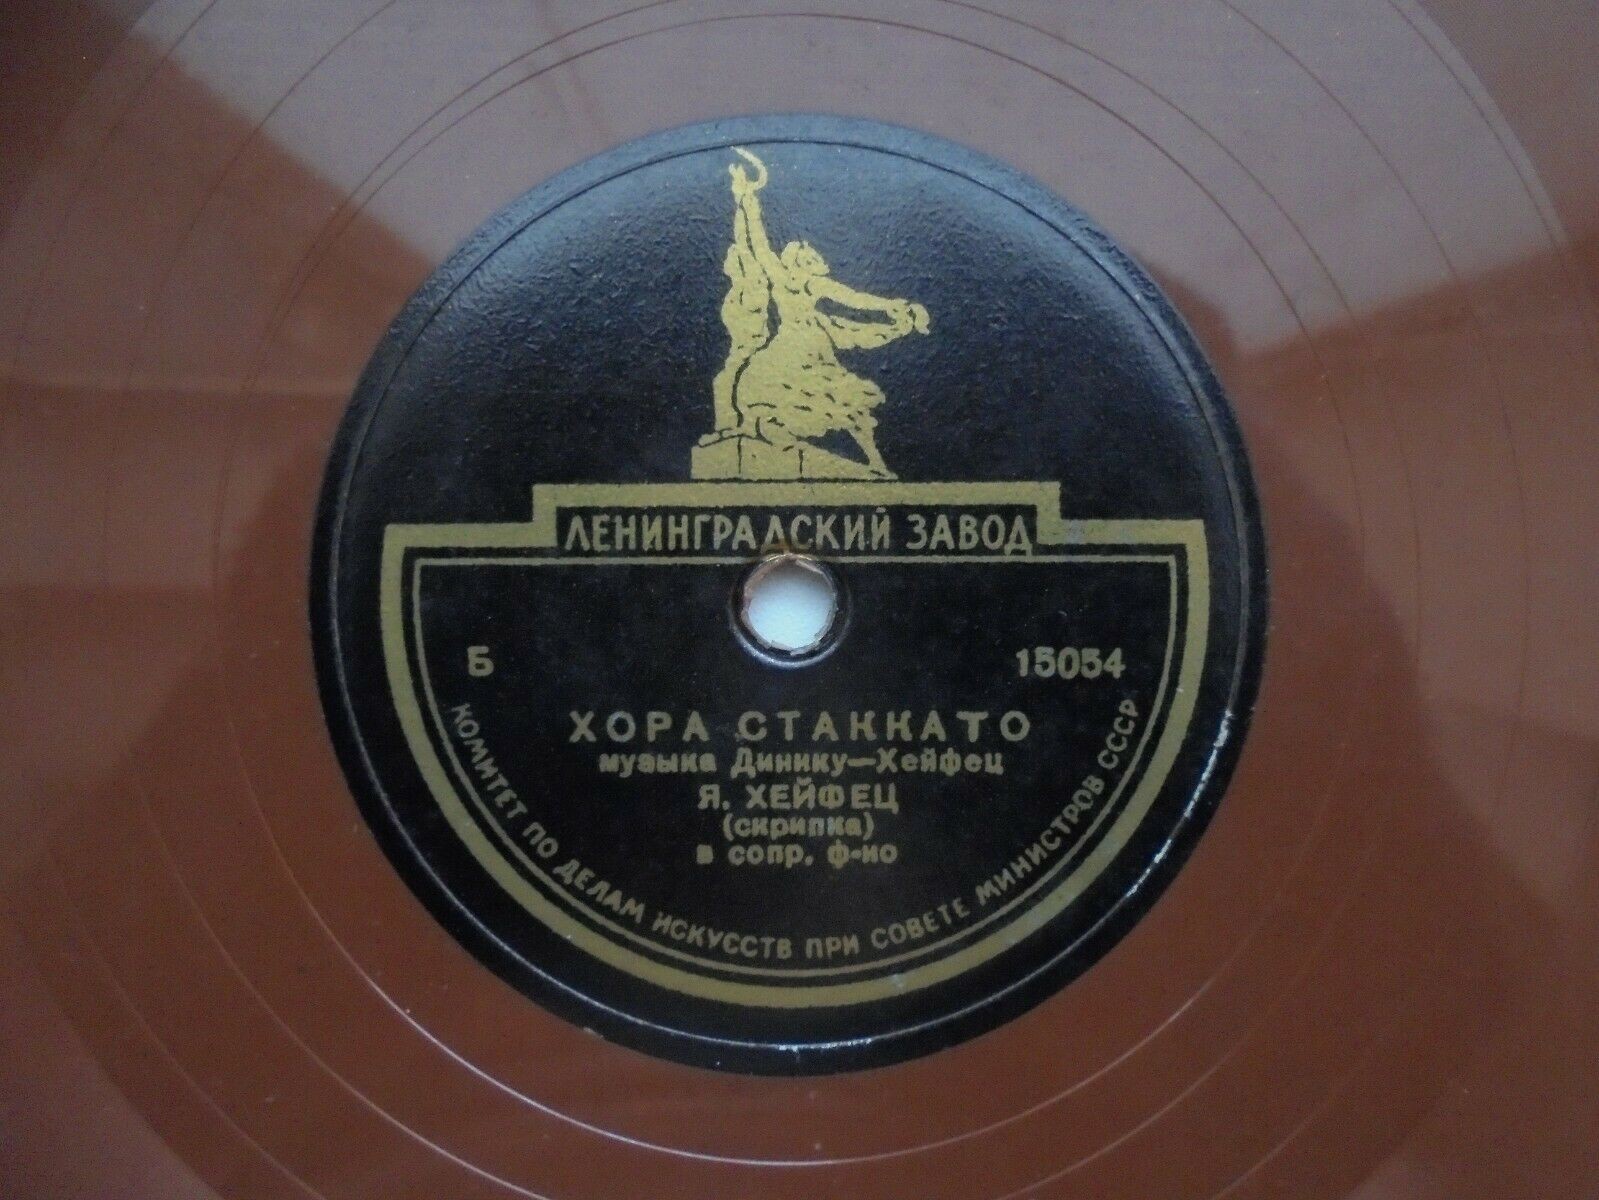 ЛЕНИНГРАДСКИЙ ЗАВОД
Б 15054
ХОРА СТАККАТО
музыка Динику—Хейфец
Я. ХЕЙФЕЦ
(скрипка)
в сопр. ф-но
КОМИТЕТ ПО ДЕЛАМ ИСКУССТВ ПРИ СОВЕТЕ МИНИСТРОВ СССР